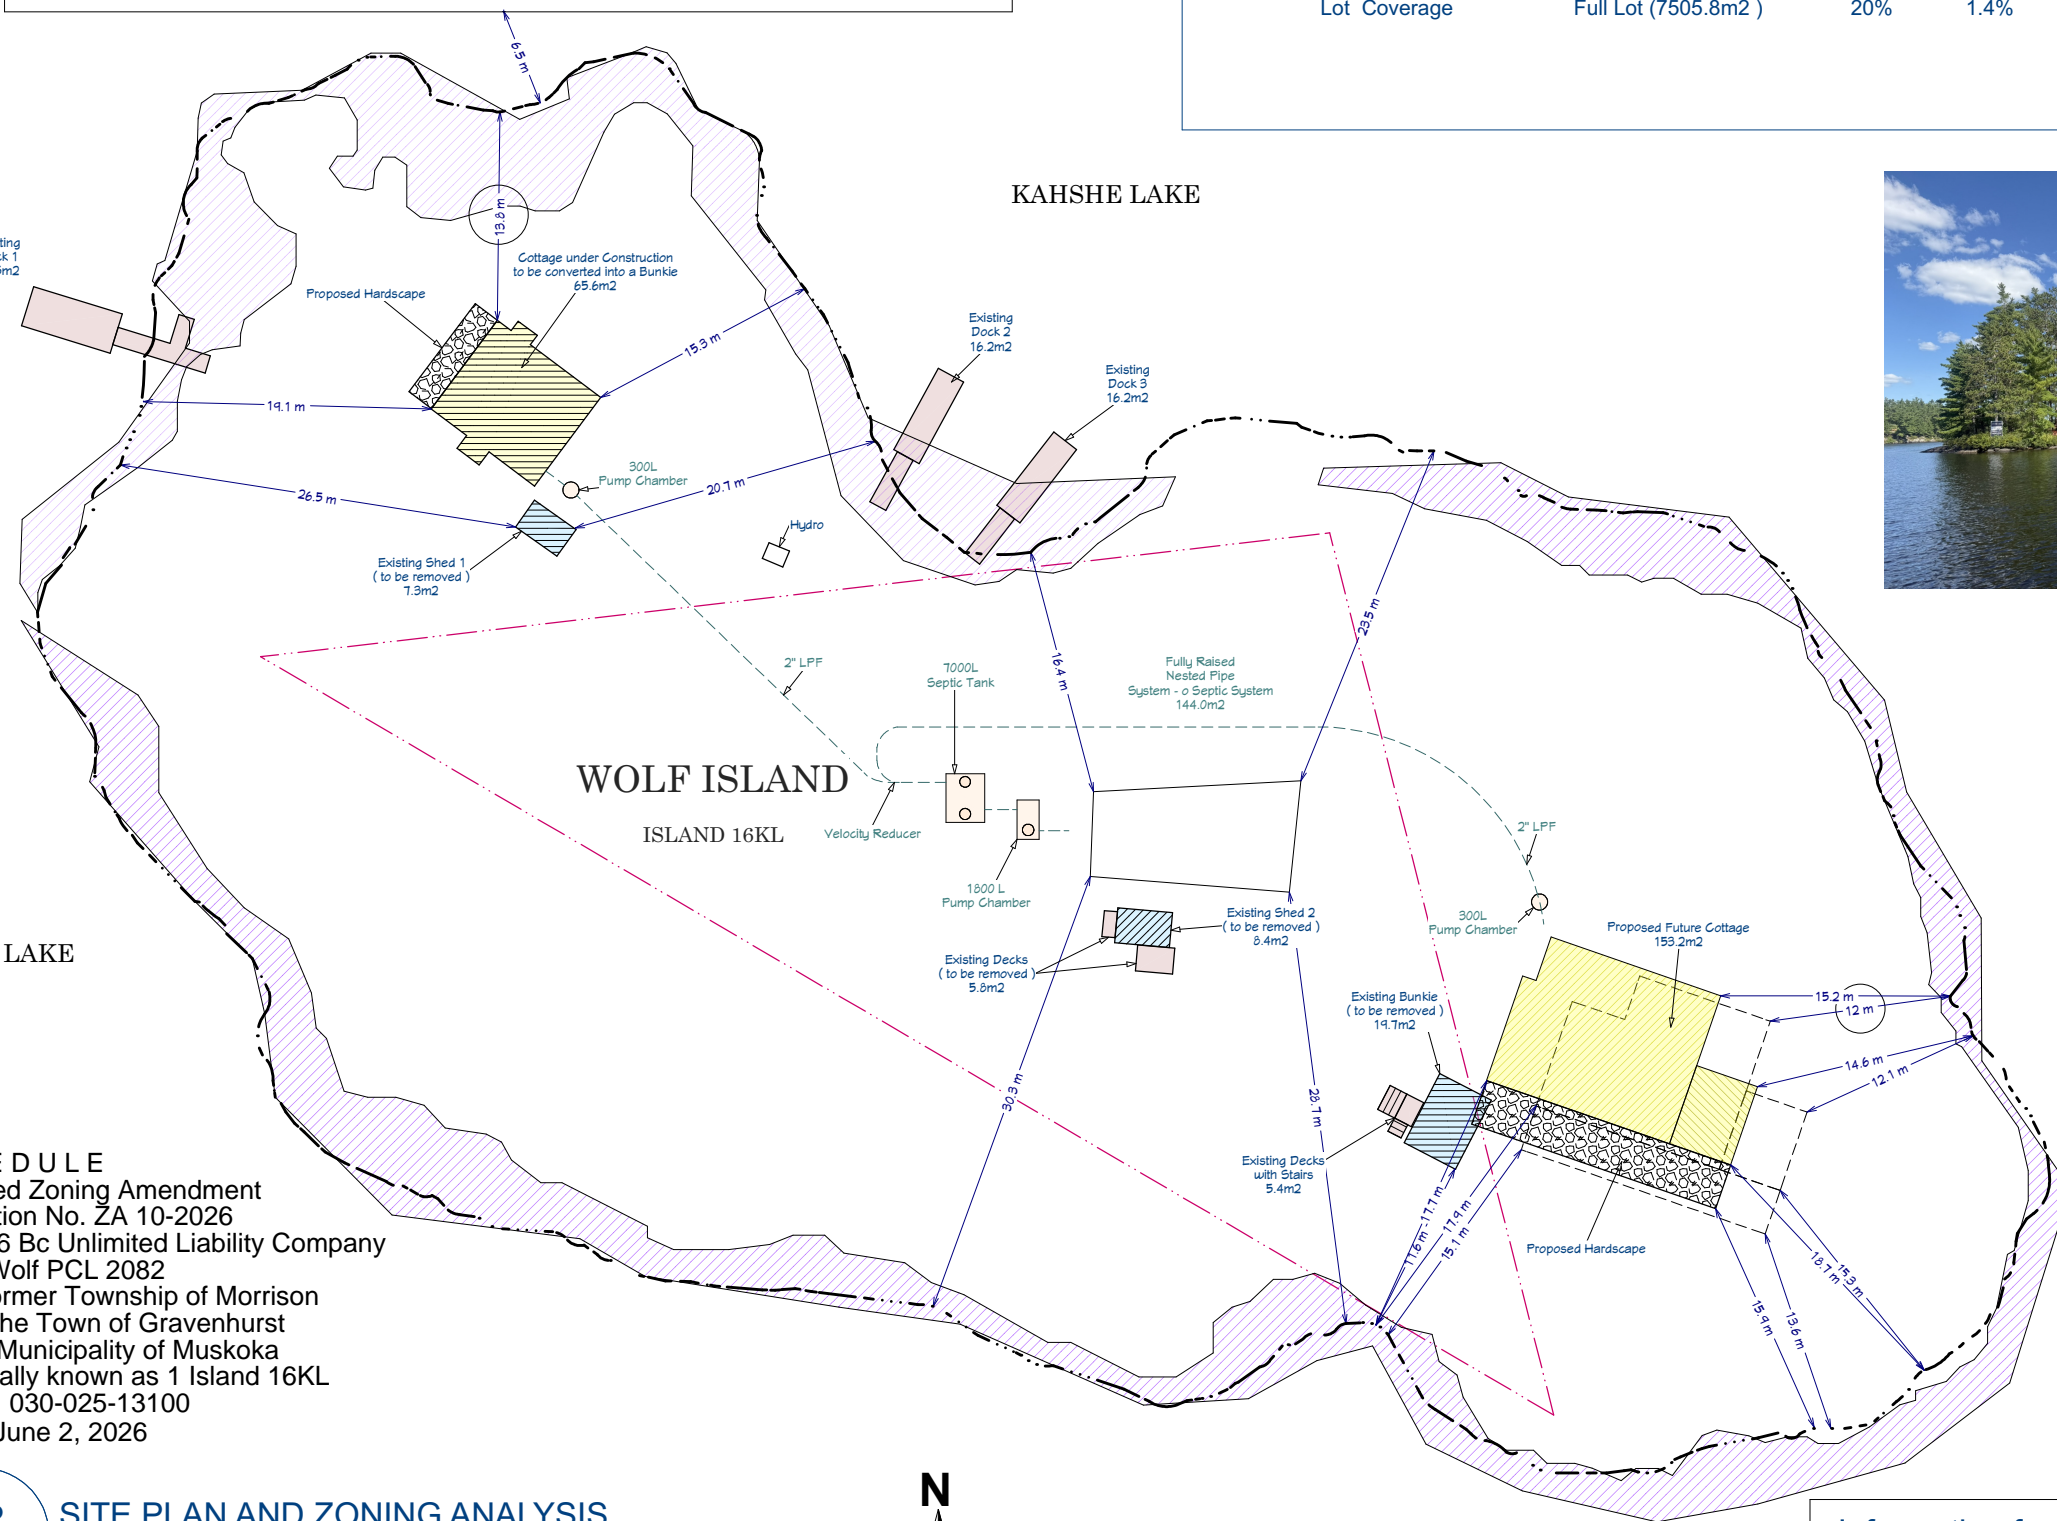 Lot Coverage Full Lot (7505.8m2 ) 20% 1.4%
6.5 m
KAHSHE LAKE
13.8 m
Cottage under Construction
to be converted into a Bunkie
65.6m2
Proposed Hardscape
15.3 m
19.1 m
Existing
Dock 2
16.2m2
Existing
Dock 3
16.2m2
300L
Pump Chamber
26.5 m
20.7 m
Hydro
Existing Shed 1
( to be removed )
7.3m2
23.5 m
16.4 m
2" LPF
7000L
Septic Tank
Fully Raised
Nested Pipe
System - o Septic System
144.0m2
WOLF ISLAND
ISLAND 16KL
Velocity Reducer
1800 L
Pump Chamber
2" LPF
300L
Pump Chamber
Existing Shed 2
( to be removed )
8.4m2
Existing Decks
( to be removed )
5.8m2
Proposed Future Cottage
153.2m2
LAKE
Existing Bunkie
( to be removed )
19.7m2
15.2 m
12 m
14.6 m
12.1 m
30.3 m
28.7 m
Existing Decks
with Stairs
5.4m2
17.7 m
17.9 m
15.1 m
Proposed Hardscape
18.7 m
15.3 m
15.9 m
13.6 m
E D U L E
ed Zoning Amendment
tion No. ZA 10-2026
6 Bc Unlimited Liability Company
Wolf PCL 2082
ormer Township of Morrison
he Town of Gravenhurst
Municipality of Muskoka
ally known as 1 Island 16KL
030-025-13100
June 2, 2026
SITE PLAN AND ZONING ANALYSIS
N